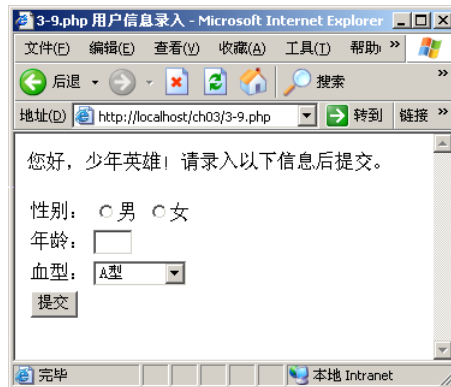 3-9.php 用户信息录入 - Microsoft Internet Explorer
文件(F) 编辑(E) 查看(V) 收藏(A) 工具(T) 帮助 »
后退 搜索 »
地址(D) http://localhost/ch03/3-9.php 转到 链接 »
您好，少年英雄！请录入以下信息后提交。
性别： 男 女
年龄：
血型： A型
提交
完毕 本地 Intranet